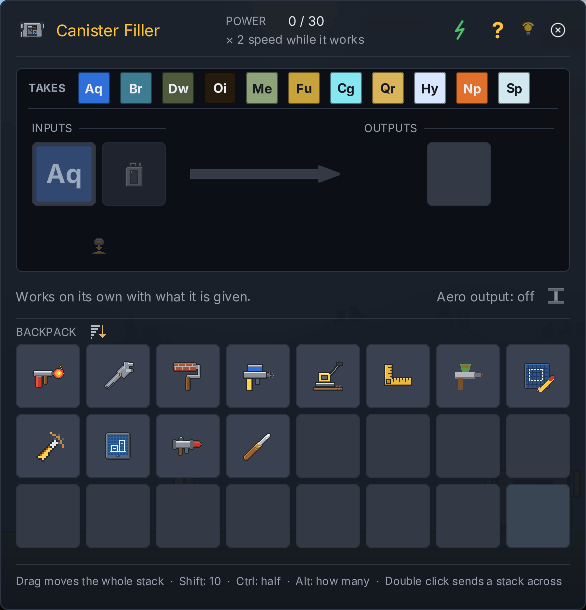 Canister Filler
POWER 0 / 30
× 2 speed while it works
?
TAKES Aq Br Dw Oi Me Fu Cg Qr Hy Np Sp
INPUTS OUTPUTS
Aq
Works on its own with what it is given. Aero output: off
BACKPACK
Drag moves the whole stack · Shift: 10 · Ctrl: half · Alt: how many · Double click sends a stack across